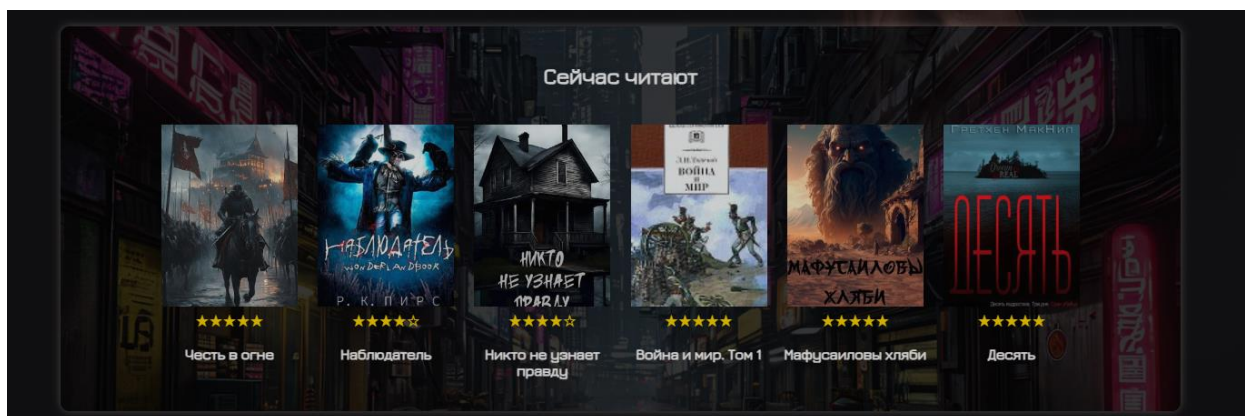 Сейчас читают
НАБЛЮДАТЕЛЬ
WONDERLANDBOOK
Р. К. ПИРС
НИКТО
НЕ УЗНАЕТ
ПРАВДУ
Л.Н.Толстой
ВОЙНА
И
МИР
МАФУСАИЛОВЫ
ХЛЯБИ
ГРЕТХЕН МАКНИЛ
ДЕСЯТЬ
★★★★★
★★★★☆
★★★★☆
★★★★★
★★★★★
★★★★★
Честь в огне
Наблюдатель
Никто не узнает
правду
Война и мир. Том 1
Мафусаиловы хляби
Десять